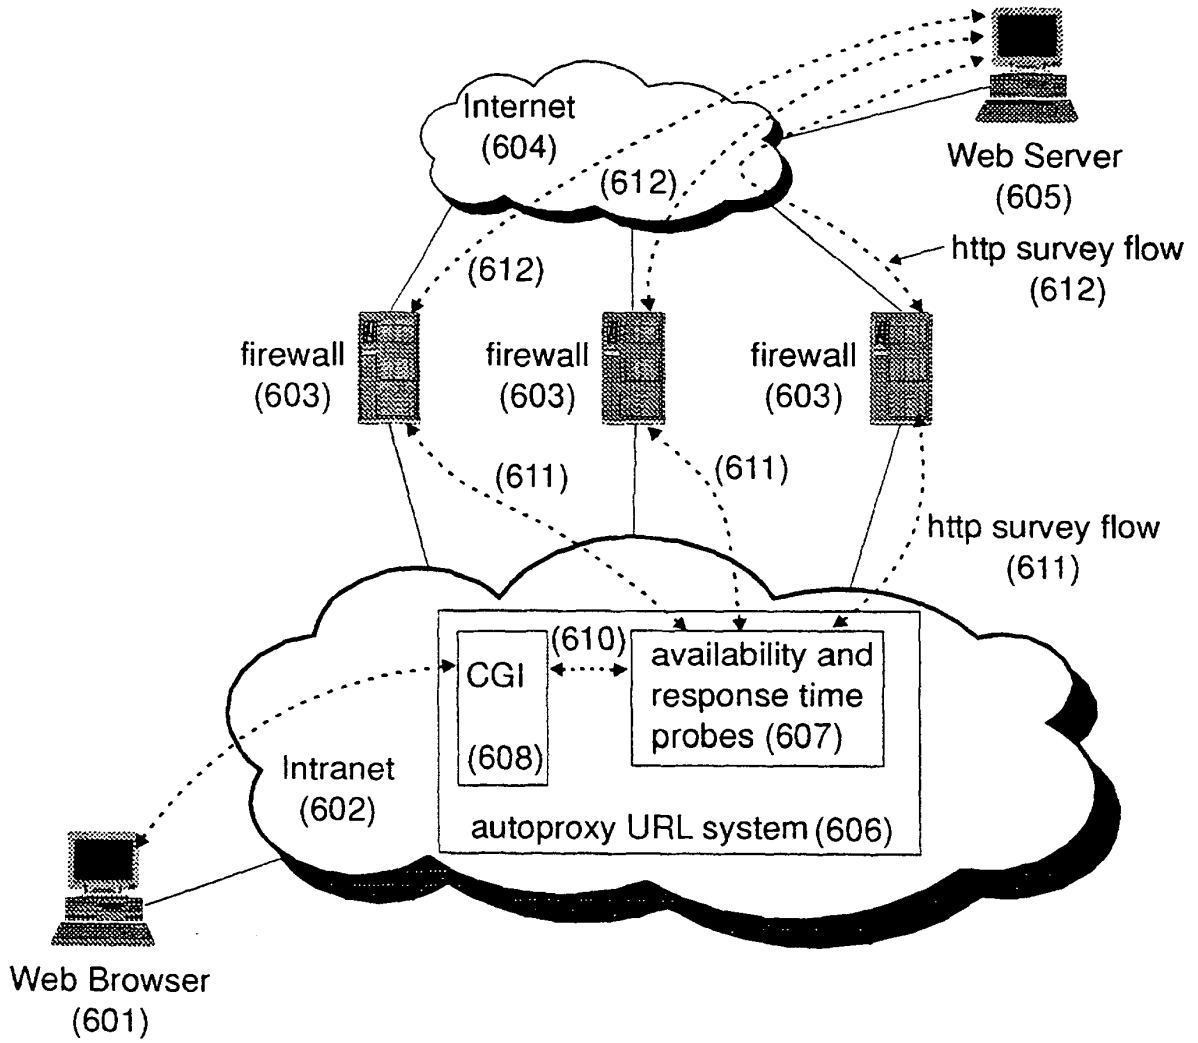 Internet
(604)
(612)
Web Server
(605)
http survey flow
(612)
(612)
firewall
(603)
firewall
(603)
firewall
(603)
(611)
(611)
http survey flow
(611)
(610)
CGI
(608)
availability and
response time
probes (607)
Intranet
(602)
autoproxy URL system (606)
Web Browser
(601)